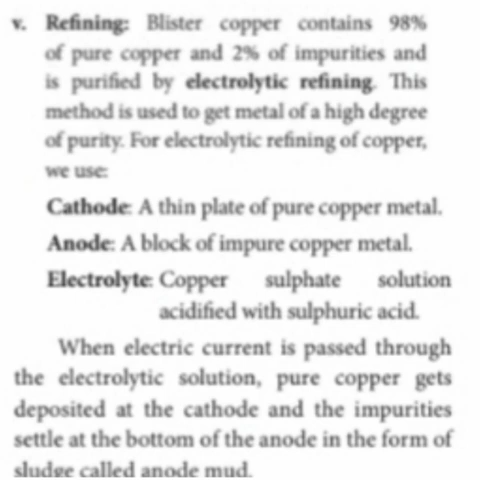 v. Refining: Blister copper contains 98%
of pure copper and 2% of impurities and
is purified by electrolytic refining. This
method is used to get metal of a high degree
of purity. For electrolytic refining of copper,
we use:
Cathode: A thin plate of pure copper metal.
Anode: A block of impure copper metal.
Electrolyte: Copper sulphate solution
acidified with sulphuric acid.
When electric current is passed through
the electrolytic solution, pure copper gets
deposited at the cathode and the impurities
settle at the bottom of the anode in the form of
sludge called anode mud.